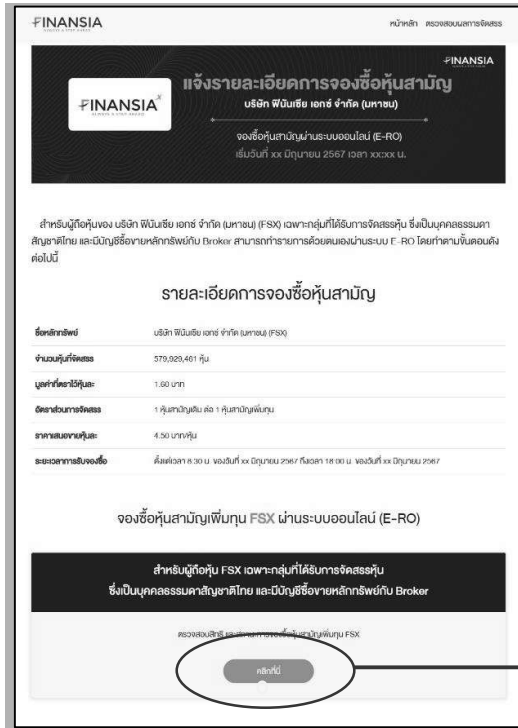 FINANSIA
ALWAYS A STEP AHEAD
หน้าหลัก ตรวจสอบผลการจัดสรร
FINANSIA
ALWAYS A STEP AHEAD
FINANSIA X
ALWAYS A STEP AHEAD
แจ้งรายละเอียดการจองซื้อหุ้นสามัญ
บริษัท ฟินันเซีย เอกซ์ จำกัด (มหาชน)
จองซื้อหุ้นสามัญผ่านระบบออนไลน์ (E-RO)
เริ่มวันที่ xx มิถุนายน 2567 เวลา xx:xx น.
สำหรับผู้ถือหุ้นของ บริษัท ฟินันเซีย เอกซ์ จำกัด (มหาชน) (FSX) เฉพาะกลุ่มที่ได้รับการจัดสรรหุ้น ซึ่งเป็นบุคคลธรรมดา
สัญชาติไทย และมีบัญชีซื้อขายหลักทรัพย์กับ Broker สามารถทำรายการด้วยตนเองผ่านระบบ E-RO โดยทำตามขั้นตอนดัง
ต่อไปนี้
รายละเอียดการจองซื้อหุ้นสามัญ
ชื่อหลักทรัพย์ บริษัท ฟินันเซีย เอกซ์ จำกัด (มหาชน) (FSX)
จำนวนหุ้นที่จัดสรร 579,929,461 หุ้น
มูลค่าที่ตราไว้หุ้นละ 1.60 บาท
อัตราส่วนการจัดสรร 1 หุ้นสามัญเดิม ต่อ 1 หุ้นสามัญเพิ่มทุน
ราคาเสนอขายหุ้นละ 4.50 บาท/หุ้น
ระยะเวลาการรับจองซื้อ ตั้งแต่เวลา 8:30 น. ของวันที่ xx มิถุนายน 2567 ถึงเวลา 16:00 น. ของวันที่ xx มิถุนายน 2567
จองซื้อหุ้นสามัญเพิ่มทุน FSX ผ่านระบบออนไลน์ (E-RO)
สำหรับผู้ถือหุ้น FSX เฉพาะกลุ่มที่ได้รับการจัดสรรหุ้น
ซึ่งเป็นบุคคลธรรมดาสัญชาติไทย และมีบัญชีซื้อขายหลักทรัพย์กับ Broker
ตรวจสอบสิทธิ และสถานะการจองซื้อหุ้นสามัญเพิ่มทุน FSX
คลิกที่นี่